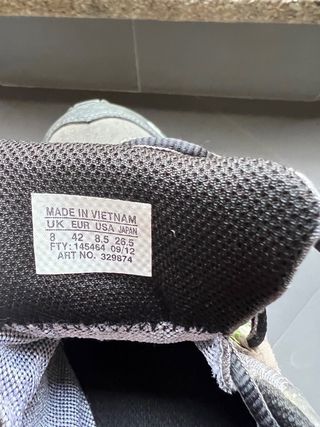 MADE IN VIETNAM
UK EUR USA JAPAN
8 42 8.5 26.5
FTY: 145464 09/12
ART NO. 329874